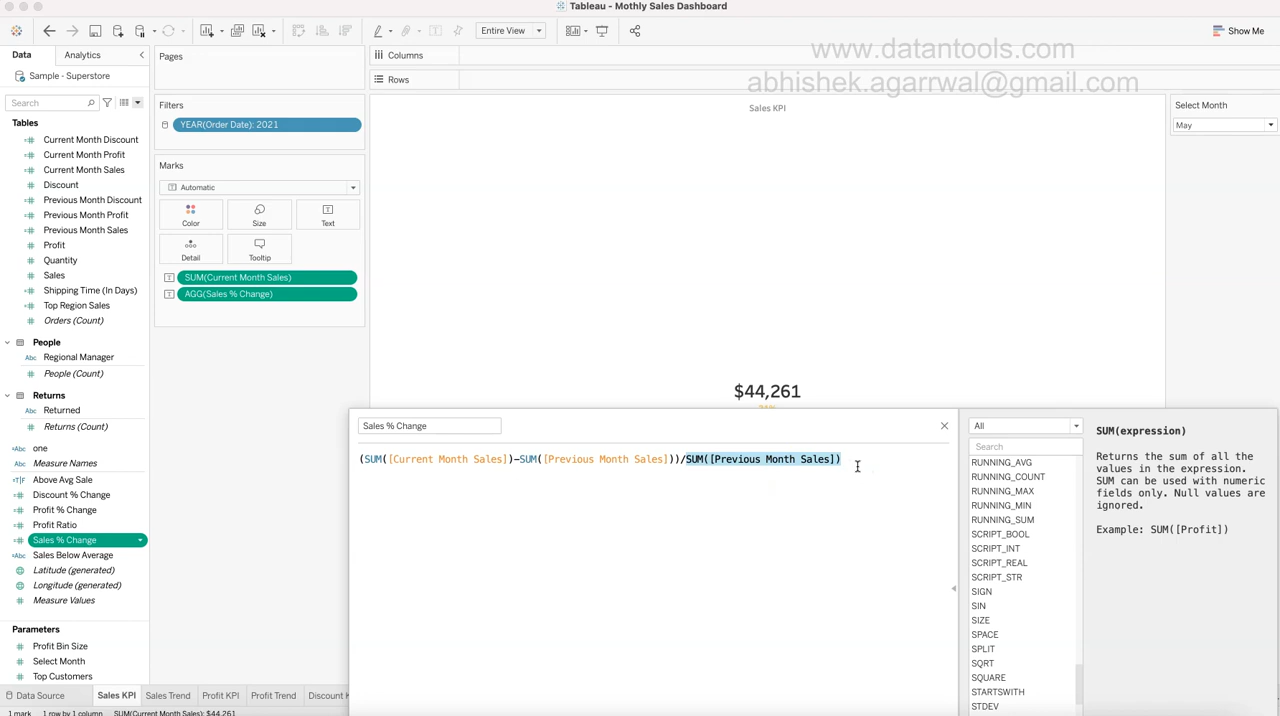 Tableau - Mothly Sales Dashboard
Entire View
Show Me
Data
Analytics
Sample - Superstore
Search
Tables
Current Month Discount
Current Month Profit
Current Month Sales
Discount
Previous Month Discount
Previous Month Profit
Previous Month Sales
Profit
Quantity
Sales
Shipping Time (In Days)
Top Region Sales
Orders (Count)
People
Abc Regional Manager
People (Count)
Returns
Abc Returned
Returns (Count)
=Abc one
Abc Measure Names
=T|F Above Avg Sale
Discount % Change
Profit % Change
Profit Ratio
Sales % Change
=Abc Sales Below Average
Latitude (generated)
Longitude (generated)
Measure Values
Parameters
Profit Bin Size
Select Month
Top Customers
Pages
Filters
YEAR(Order Date): 2021
Marks
Automatic
Color
Size
Text
Detail
Tooltip
SUM(Current Month Sales)
AGG(Sales % Change)
Columns
Rows
www.datantools.com
abhishek.agarrwal@gmail.com
Sales KPI
$44,261
Select Month
May
Sales % Change
(SUM([Current Month Sales])-SUM([Previous Month Sales]))/SUM([Previous Month Sales])
All
Search
RUNNING_AVG
RUNNING_COUNT
RUNNING_MAX
RUNNING_MIN
RUNNING_SUM
SCRIPT_BOOL
SCRIPT_INT
SCRIPT_REAL
SCRIPT_STR
SIGN
SIN
SIZE
SPACE
SPLIT
SQRT
SQUARE
STARTSWITH
STDEV
SUM(expression)
Returns the sum of all the
values in the expression.
SUM can be used with numeric
fields only. Null values are
ignored.
Example: SUM([Profit])
Data Source
Sales KPI
Sales Trend
Profit KPI
Profit Trend
Discount
1 mark
1 row by 1 column
SUM(Current Month Sales): $44,261